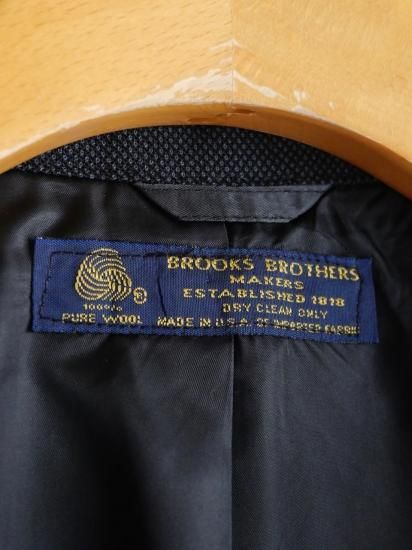 BROOKS BROTHERS
MAKERS
ESTABLISHED 1818
DRY CLEAN ONLY
MADE IN U.S.A. OF IMPORTED FABRIC
100%
PURE WOOL